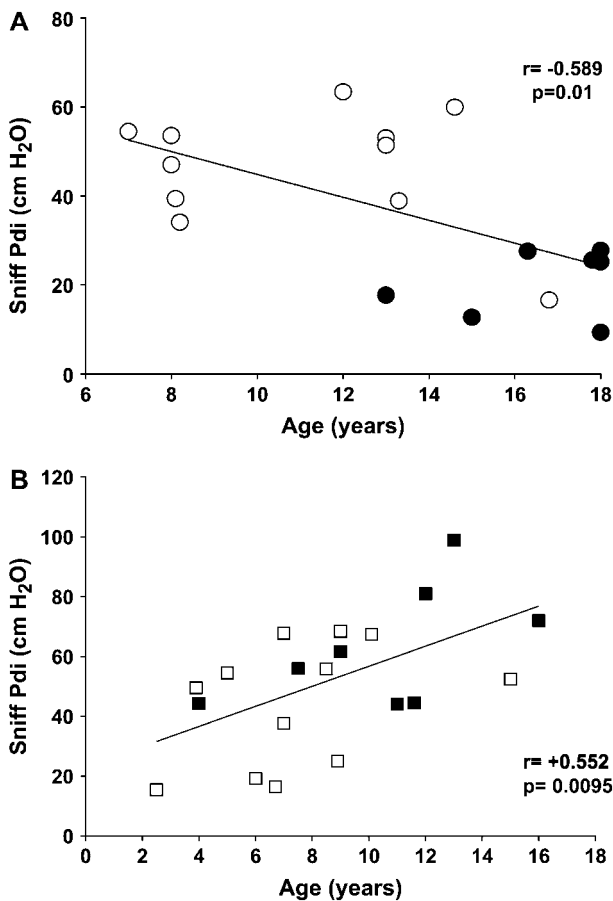 A
80
60
40
20
0
Sniff Pdi (cm H₂O)
r= -0.589
p=0.01
6 8 10 12 14 16 18
Age (years)
B
120
100
80
60
40
20
0
Sniff Pdi (cm H₂O)
r= +0.552
p= 0.0095
0 2 4 6 8 10 12 14 16 18
Age (years)